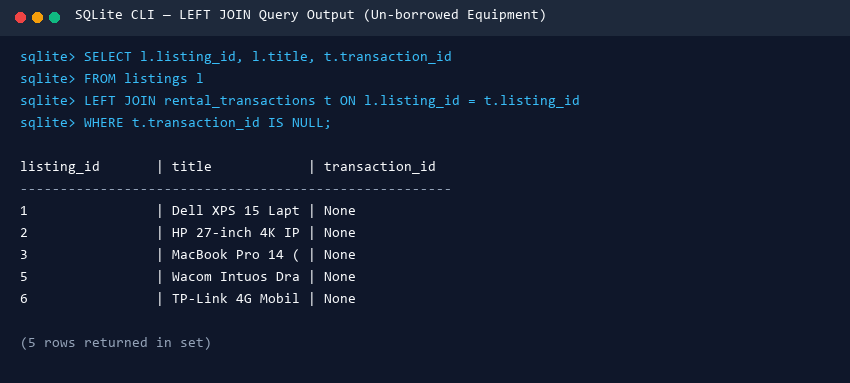 SQLite CLI — LEFT JOIN Query Output (Un-borrowed Equipment)
sqlite> SELECT l.listing_id, l.title, t.transaction_id
sqlite> FROM listings l
sqlite> LEFT JOIN rental_transactions t ON l.listing_id = t.listing_id
sqlite> WHERE t.transaction_id IS NULL;
listing_id | title | transaction_id
------------------------------------------------------
1 | Dell XPS 15 Lapt | None
2 | HP 27-inch 4K IP | None
3 | MacBook Pro 14 ( | None
5 | Wacom Intuos Dra | None
6 | TP-Link 4G Mobil | None
(5 rows returned in set)